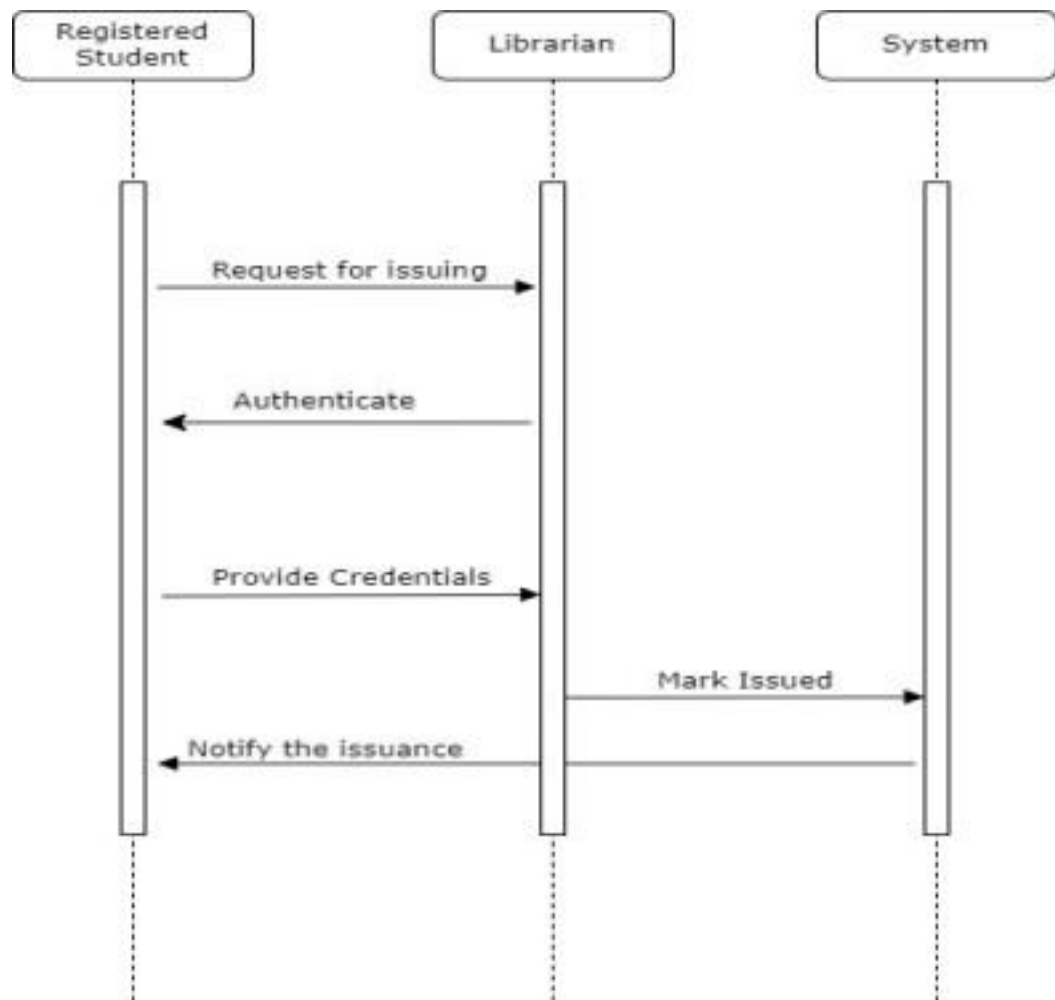 Registered
Student
Librarian
System
Request for issuing
Authenticate
Provide Credentials
Mark Issued
Notify the issuance